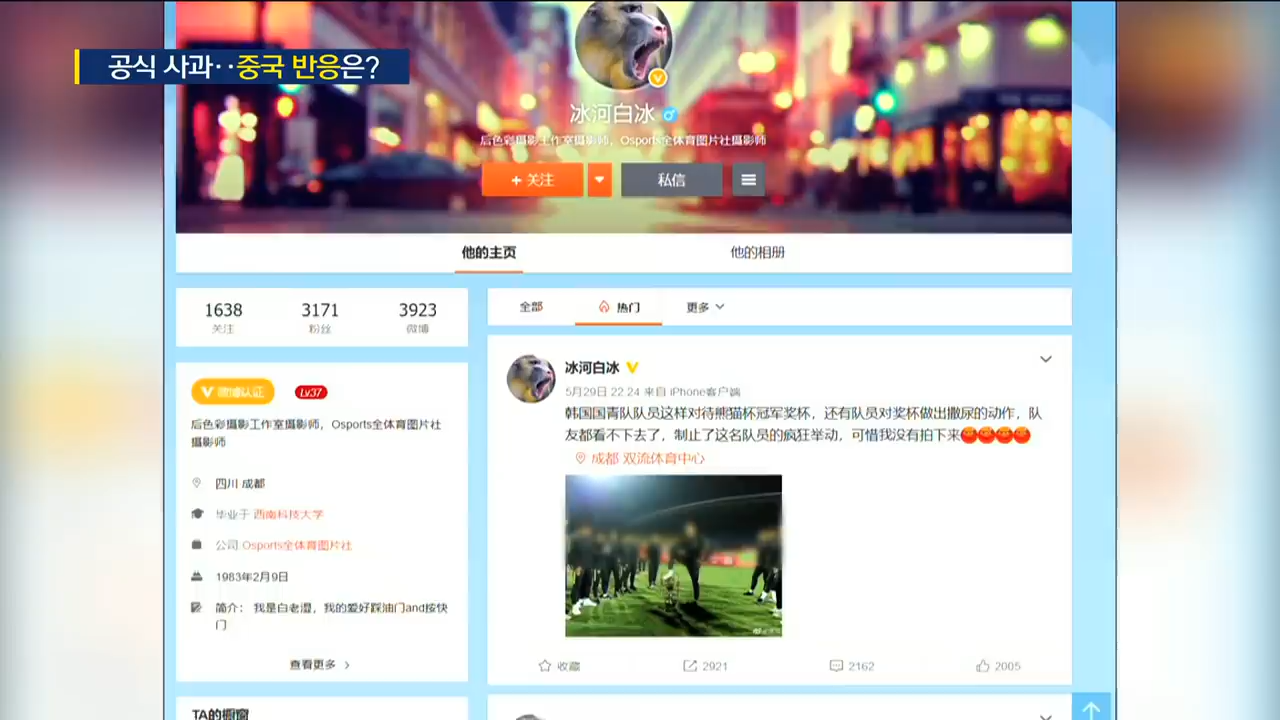 공식 사과‥중국 반응은?
冰河白冰
后色彩摄影工作室摄影师，Osports全体育图片社摄影师
+ 关注
私信
他的主页
他的相册
1638
3171
3923
关注
粉丝
微博
全部
热门
更多
V 微博认证
Lv.37
后色彩摄影工作室摄影师，Osports全体育图片社
摄影师
四川 成都
毕业于 西南科技大学
公司 Osports全体育图片社
1983年2月9日
简介： 我是白老湿，我的爱好踩油门and按快
门
查看更多
TA的橱窗
冰河白冰
5月29日 22:24 来自 iPhone客户端
韩国国青队队员这样对待熊猫杯冠军奖杯，还有队员对奖杯做出撒尿的动作，队
友都看不下去了，制止了这名队员的疯狂举动，可惜我没有拍下来
成都 双流体育中心
收藏
2921
2162
2005